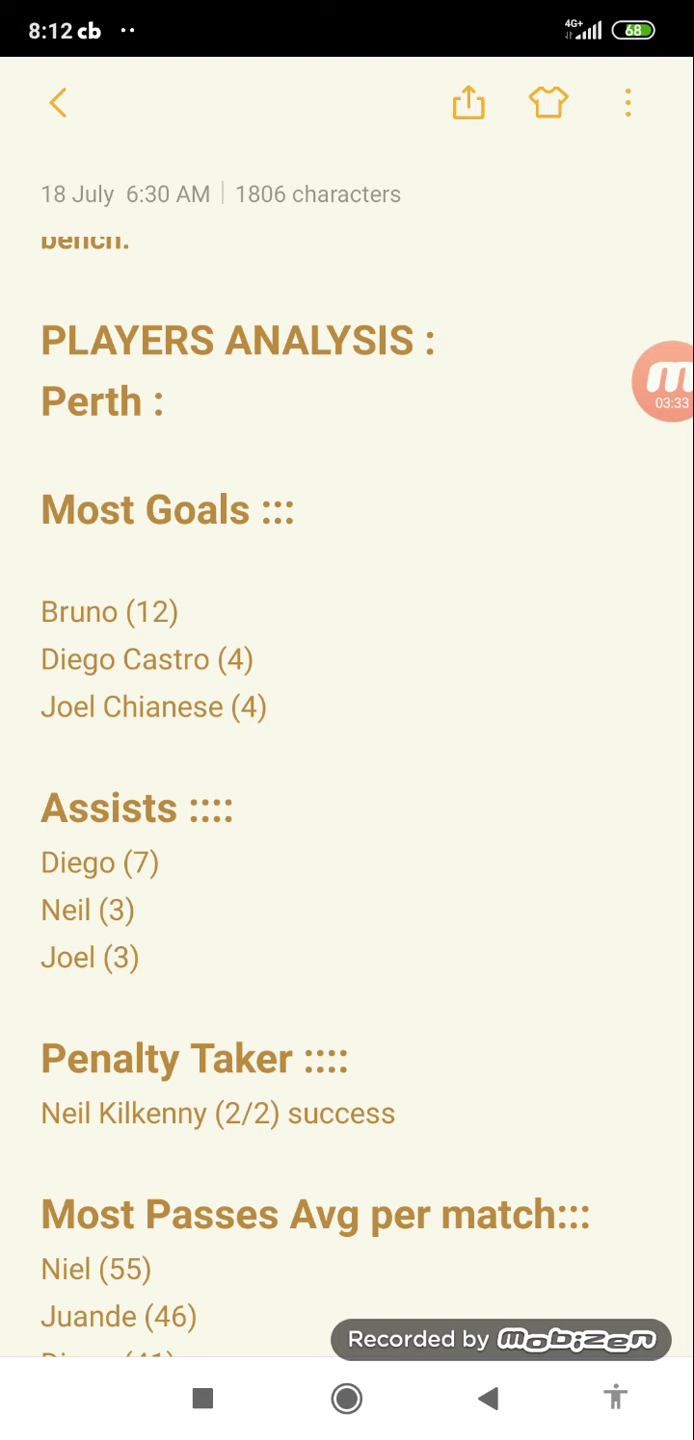 8:12 cb
4G+
68
18 July 6:30 AM | 1806 characters
bench.
PLAYERS ANALYSIS :
Perth :
03:33
Most Goals :::
Bruno (12)
Diego Castro (4)
Joel Chianese (4)
Assists ::::
Diego (7)
Neil (3)
Joel (3)
Penalty Taker ::::
Neil Kilkenny (2/2) success
Most Passes Avg per match:::
Niel (55)
Juande (46)
Recorded by mobizen